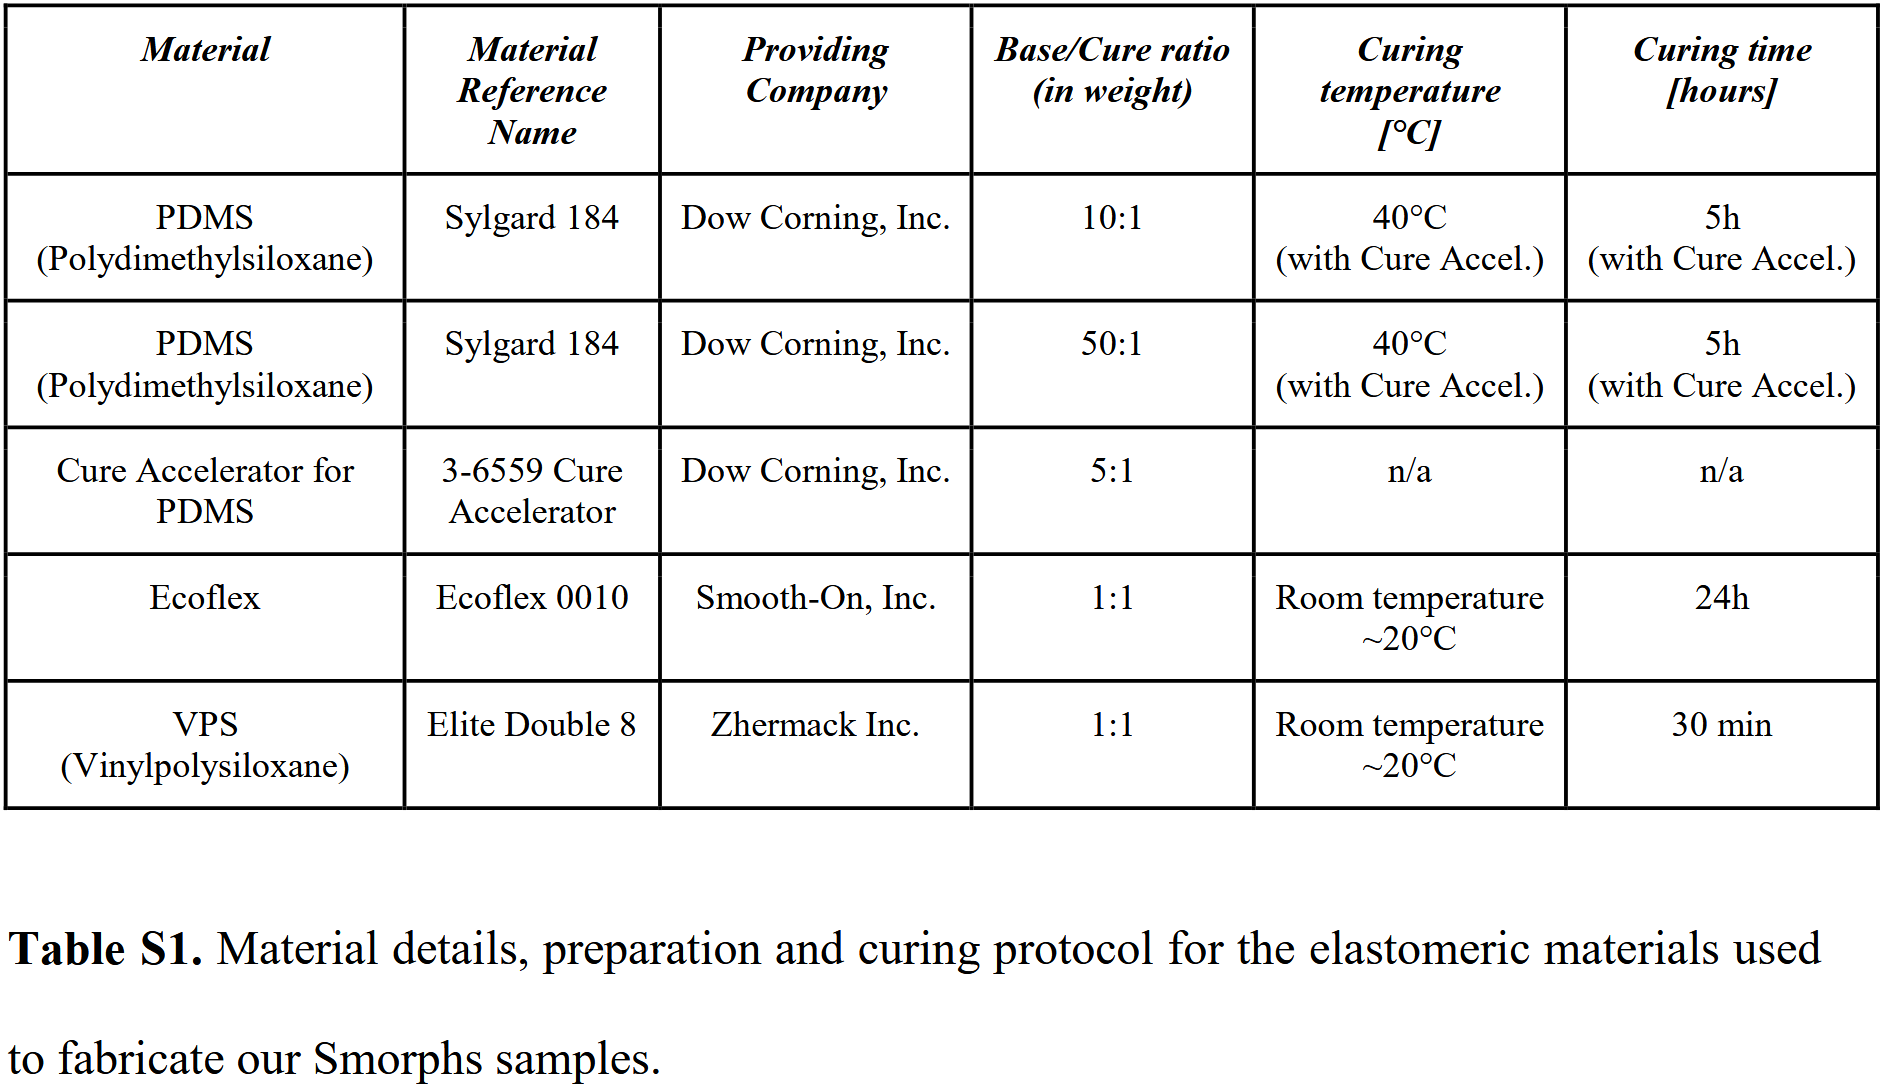 Material
Material
Reference
Name
Providing
Company
Base/Cure ratio
(in weight)
Curing
temperature
[°C]
Curing time
[hours]
PDMS
(Polydimethylsiloxane)
Sylgard 184
Dow Corning, Inc.
10:1
40°C
(with Cure Accel.)
5h
(with Cure Accel.)
PDMS
(Polydimethylsiloxane)
Sylgard 184
Dow Corning, Inc.
50:1
40°C
(with Cure Accel.)
5h
(with Cure Accel.)
Cure Accelerator for
PDMS
3-6559 Cure
Accelerator
Dow Corning, Inc.
5:1
n/a
n/a
Ecoflex
Ecoflex 0010
Smooth-On, Inc.
1:1
Room temperature
~20°C
24h
VPS
(Vinylpolysiloxane)
Elite Double 8
Zhermack Inc.
1:1
Room temperature
~20°C
30 min
Table S1. Material details, preparation and curing protocol for the elastomeric materials used
to fabricate our Smorphs samples.